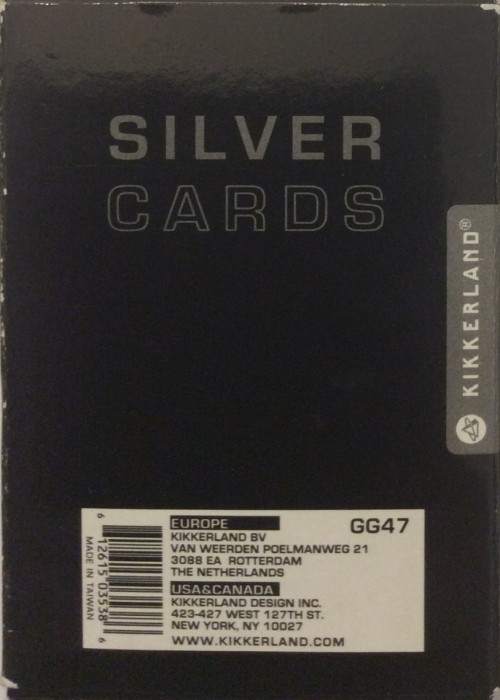 SILVER
CARDS
KIKKERLAND®
EUROPE
GG47
KIKKERLAND BV
VAN WEERDEN POELMANWEG 21
3088 EA ROTTERDAM
THE NETHERLANDS
USA&CANADA
KIKKERLAND DESIGN INC.
423-427 WEST 127TH ST.
NEW YORK, NY 10027
WWW.KIKKERLAND.COM
6 12615 03538 6
MADE IN TAIWAN